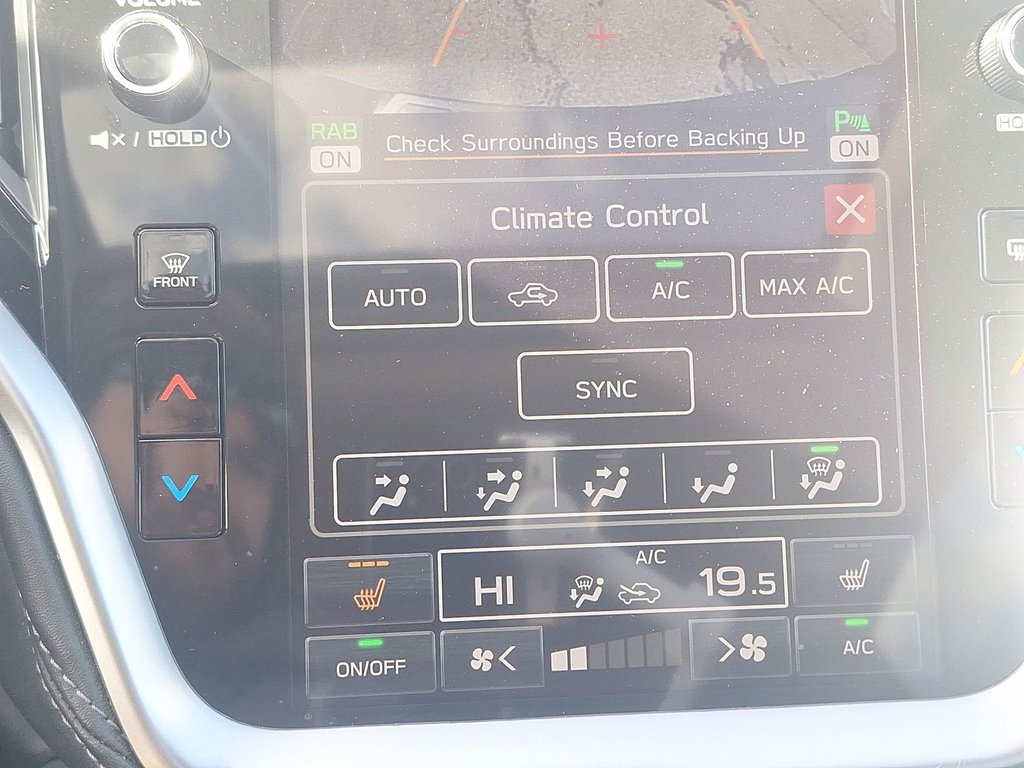 VOLUME
/ HOLD
HO
RAB
ON
Check Surroundings Before Backing Up
P
ON
Climate Control
FRONT
AUTO
A/C
MAX A/C
SYNC
A/C
HI
19.5
ON/OFF
A/C